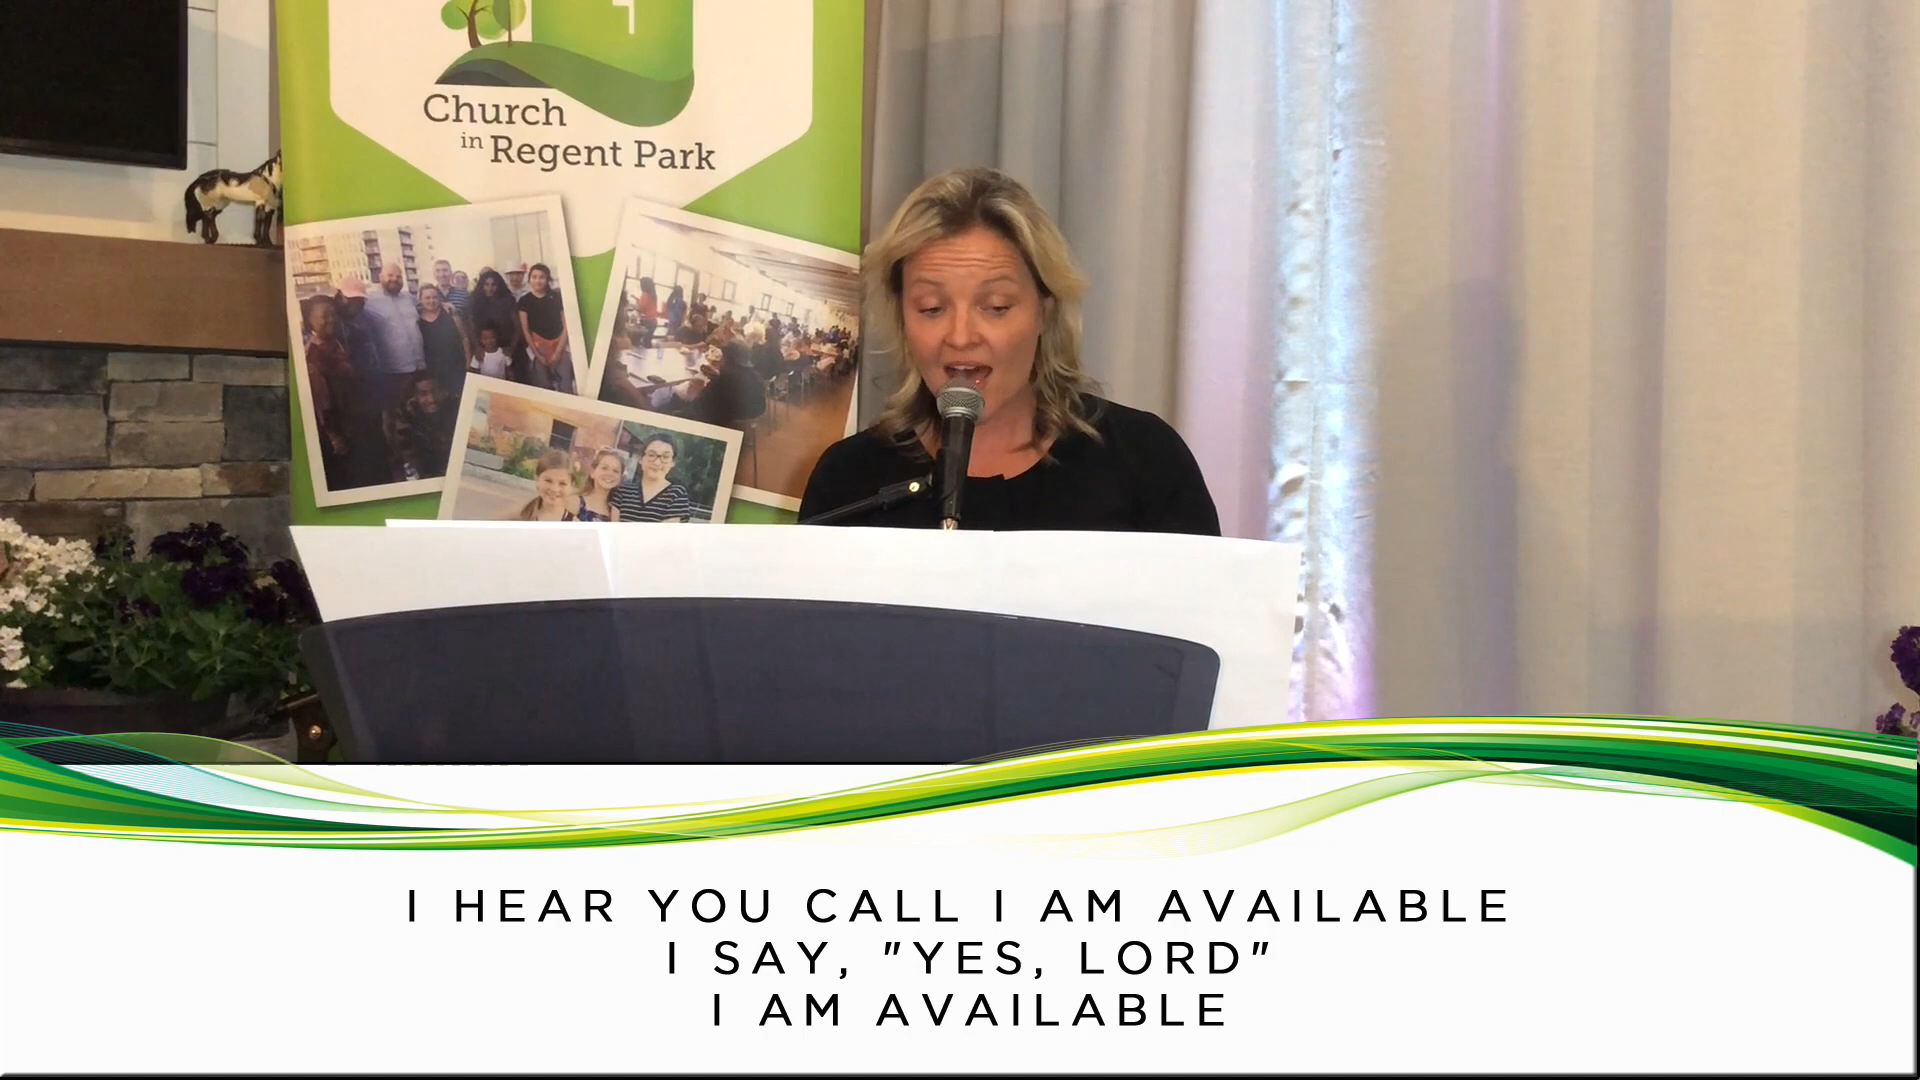 Church
in Regent Park
I HEAR YOU CALL I AM AVAILABLE
I SAY, "YES, LORD"
I AM AVAILABLE